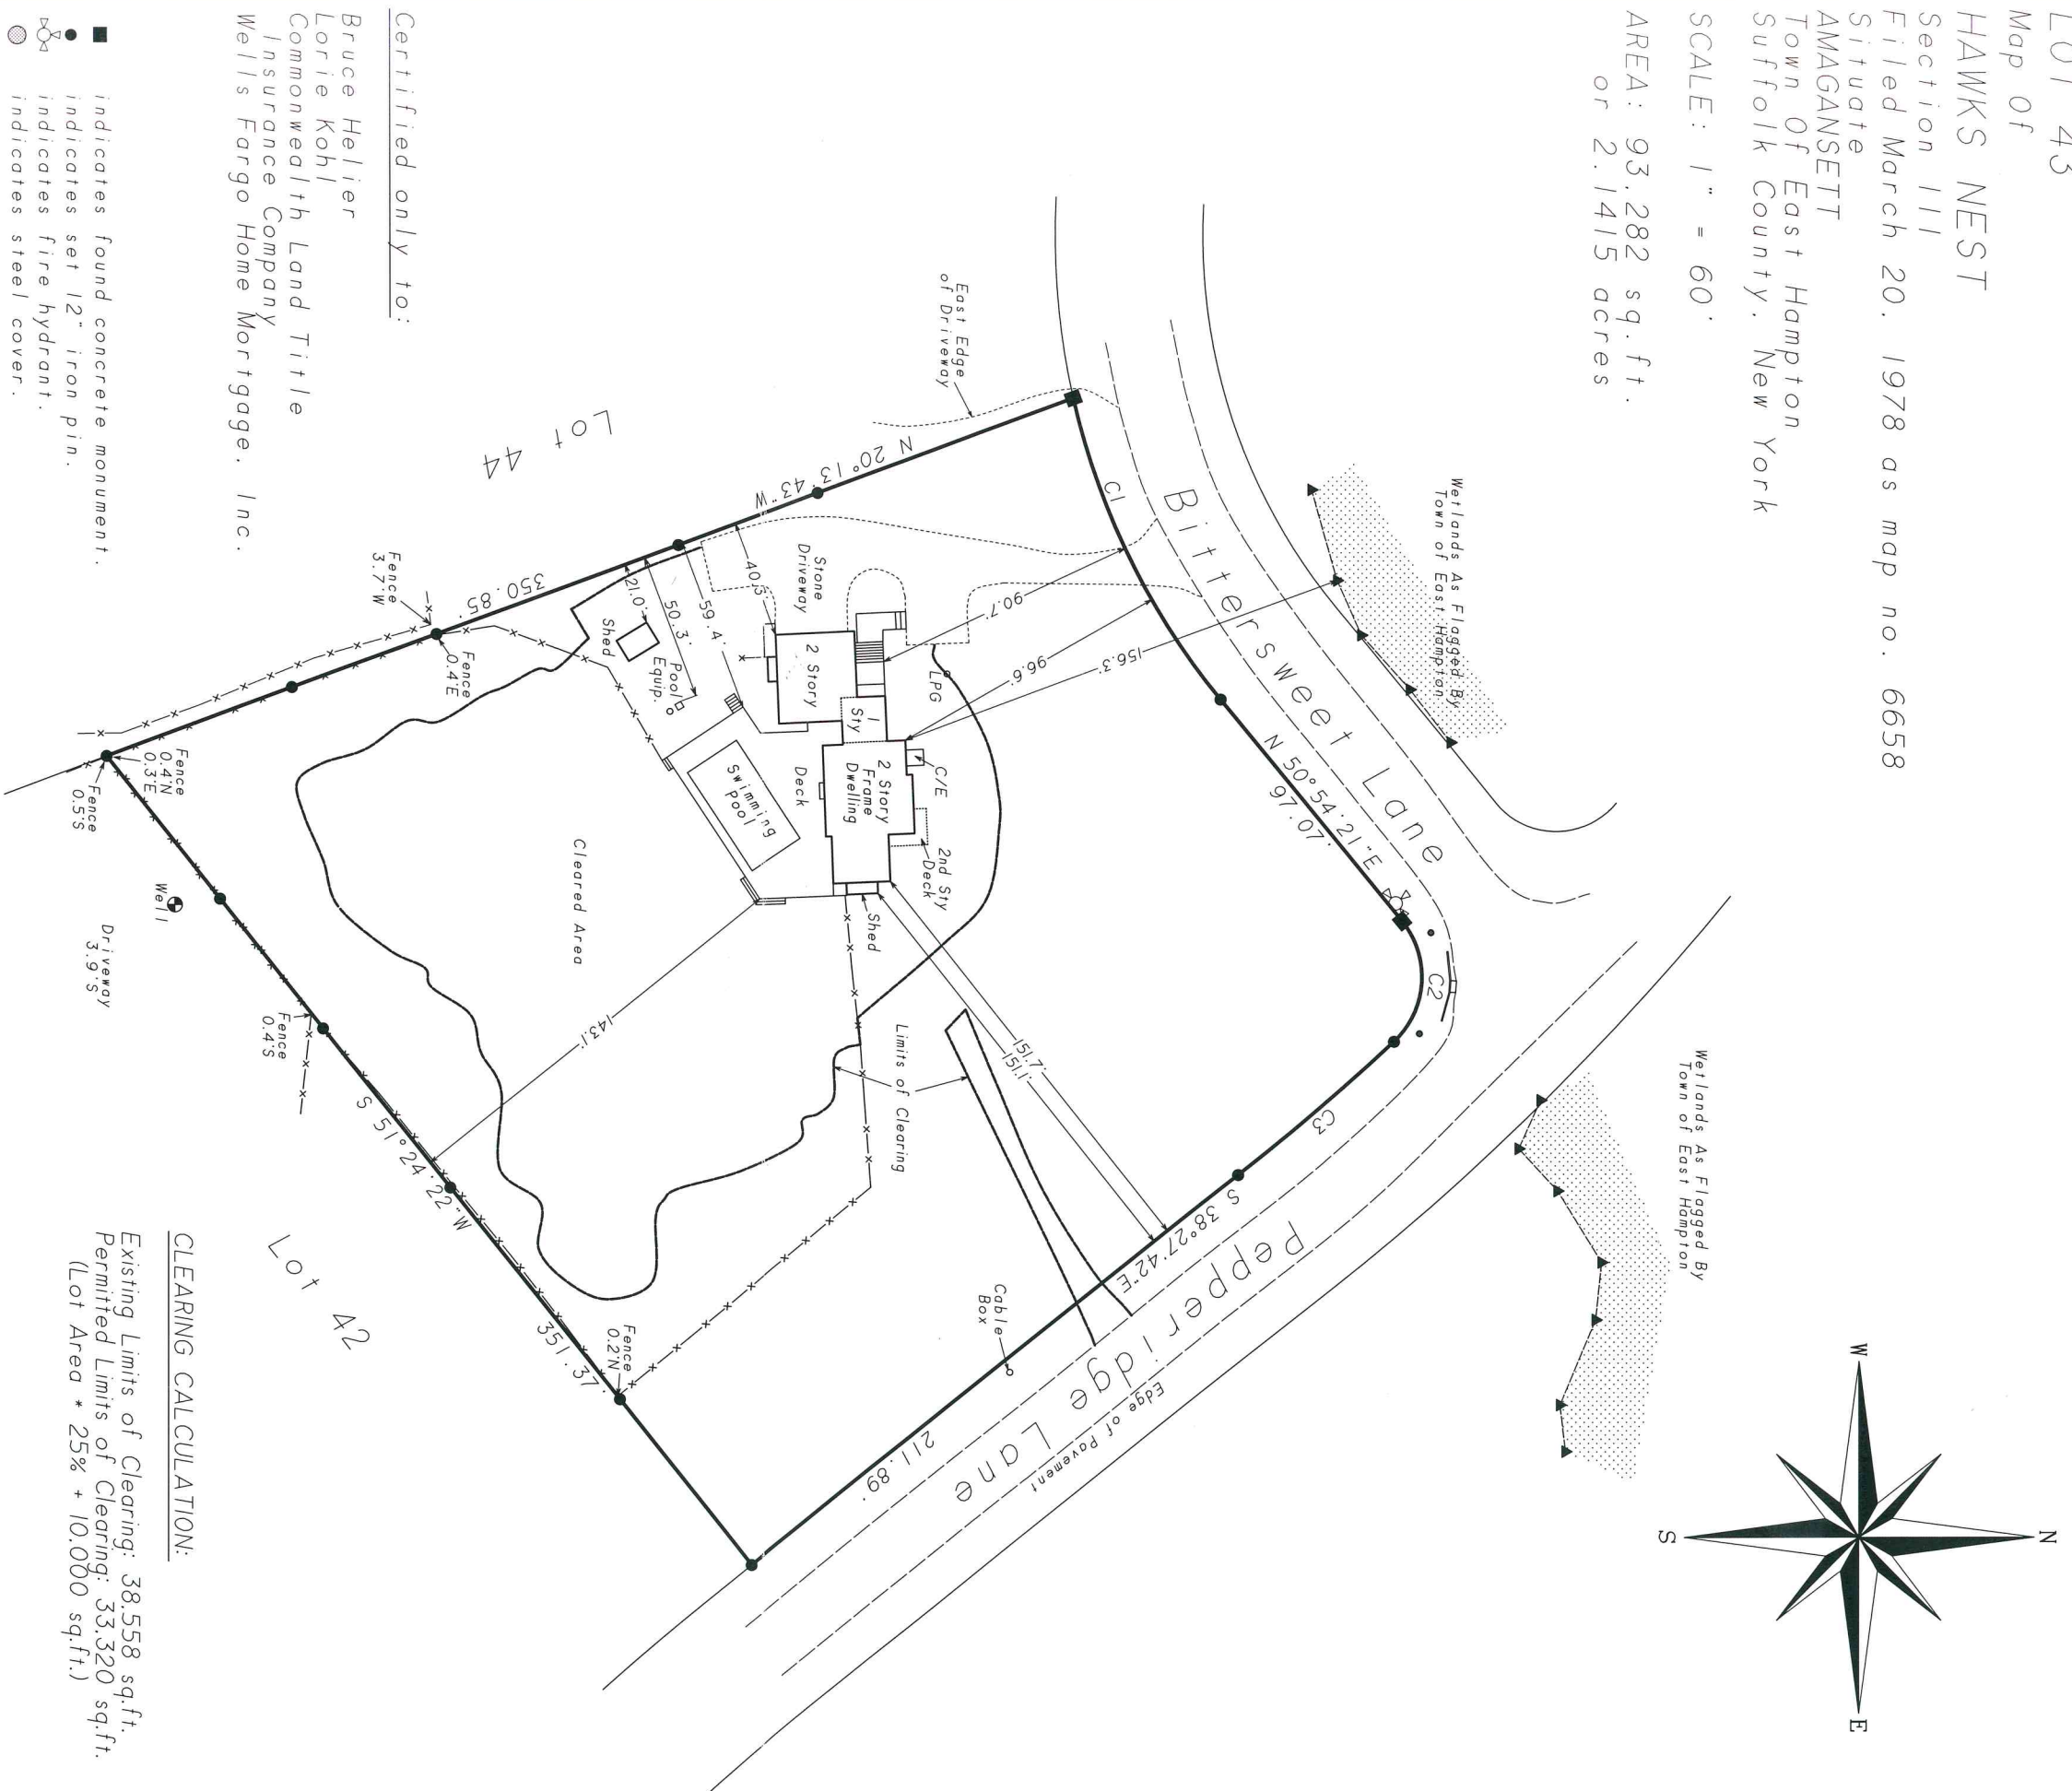 LOT 43
Map Of
HAWKS NEST
Section III
Filed March 20, 1978 as map no. 6658
Situate
AMAGANSETT
Town Of East Hampton
Suffolk County, New York
SCALE: 1" = 60'
AREA: 93,282 sq.ft.
or 2.1415 acres
Certified only to:
Bruce Helier
Lorie Kohl
Commonwealth Land Title
Insurance Company
Wells Fargo Home Mortgage, Inc.
indicates found concrete monument.
indicates set 12" iron pin.
indicates fire hydrant.
indicates steel cover.
Wetlands As Flagged By
Town of East Hampton
Wetlands As Flagged By
Town of East Hampton
W
N
S
E
Bittersweet Lane
Pepperidge Lane
Edge of Pavement
East Edge
of Driveway
C1
N 50°54'21"E
97.07'
C2
C3
S 38°27'42"E
211.89'
Cable
Box
N 20°13'43"W
350.85'
Lot 44
Stone
Driveway
40.3'
59.4'
50.3'
21.0'
90.7'
96.6'
156.3'
2 Story
1
Sty
2 Story
Frame
Dwelling
LPG
C/E
2nd Sty
Deck
Shed
Deck
Swimming
Pool
Pool
Equip.
Shed
151.7'
151.1'
143.1'
Limits of Clearing
Cleared Area
Fence
3.7'W
Fence
0.4'E
Fence
0.4'N
0.3'E
Fence
0.5'S
Well
Driveway
3.9'S
Fence
0.4'S
S 51°24'22"W
351.37'
Fence
0.2'N
Lot 42
CLEARING CALCULATION:
Existing Limits of Clearing: 38,558 sq.ft.
Permitted Limits of Clearing: 33,320 sq.ft.
(Lot Area * 25% + 10,000 sq.ft.)